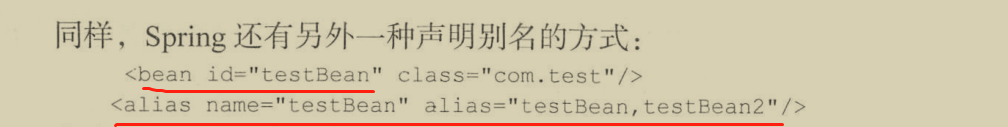 同样，Spring 还有另外一种声明别名的方式：
<bean id="testBean" class="com.test"/>
<alias name="testBean" alias="testBean,testBean2"/>